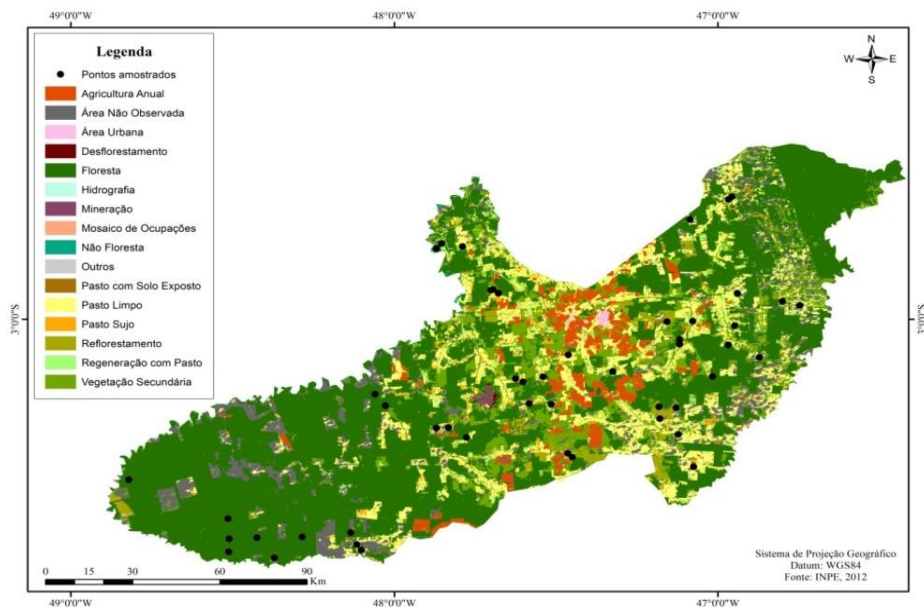 49°0'0"W 48°0'0"W 47°0'0"W
Legenda
Pontos amostrados
Agricultura Anual
Área Não Observada
Área Urbana
Desflorestamento
Floresta
Hidrografia
Mineração
Mosaico de Ocupações
Não Floresta
Outros
Pasto com Solo Exposto
Pasto Limpo
Pasto Sujo
Reflorestamento
Regeneração com Pasto
Vegetação Secundária
N
W E
S
3°0'0"S 3°0'0"S
Sistema de Projeção Geográfico
Datum: WGS84
Fonte: INPE, 2012
0 15 30 60 90
Km
49°0'0"W 48°0'0"W 47°0'0"W